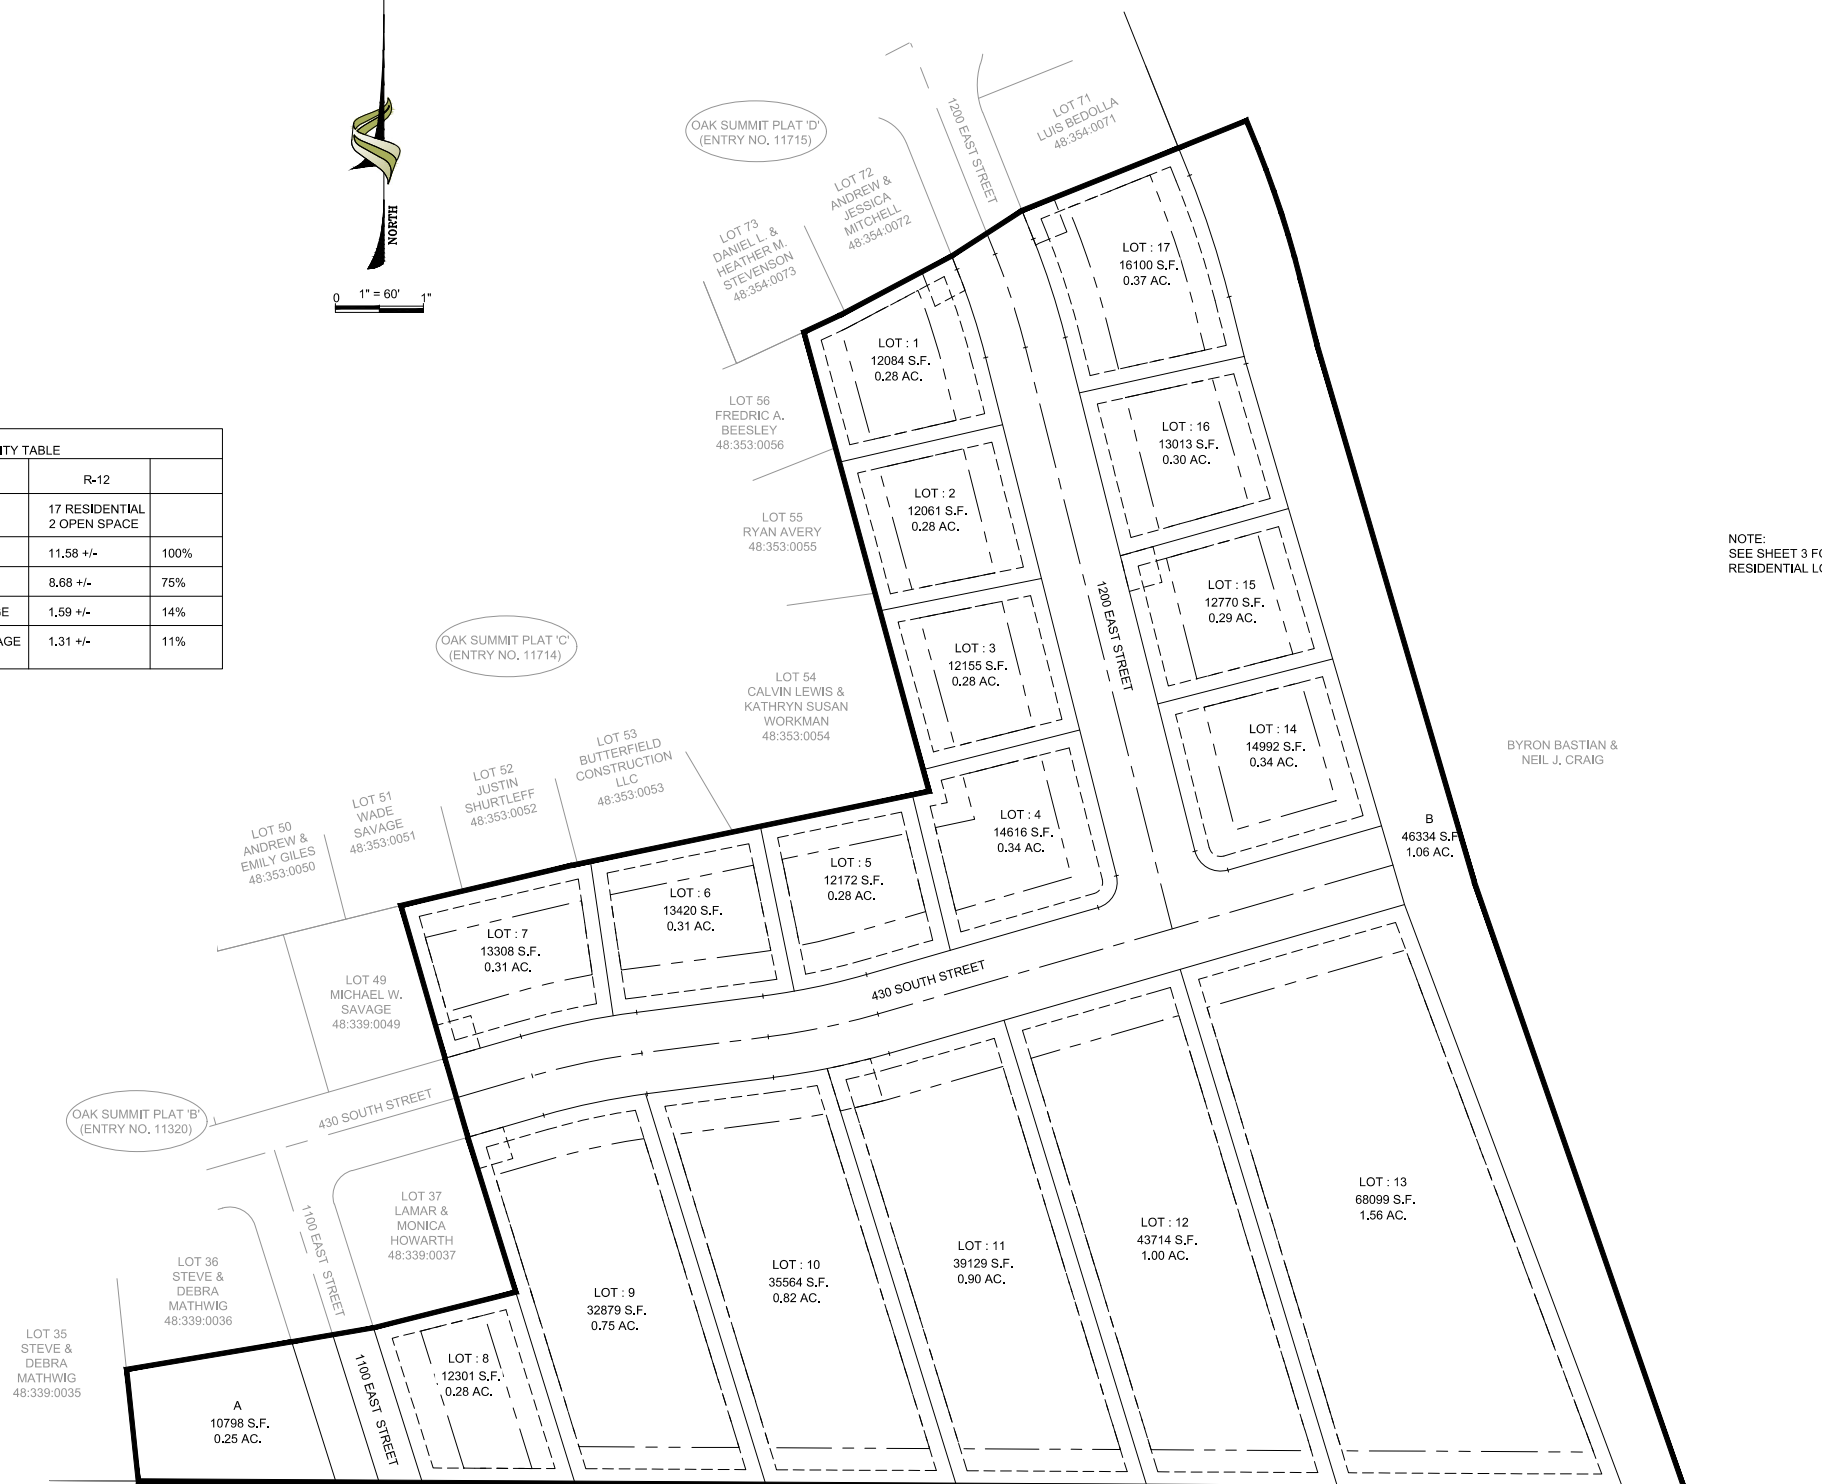 NORTH
0 1" = 60' 1"
OAK SUMMIT PLAT 'D'
(ENTRY NO. 11715)
1200 EAST STREET
LOT 71
LUIS BEDOLLA
48:354:0071
LOT 72
ANDREW &
JESSICA
MITCHELL
48:354:0072
LOT 73
DANIEL L. &
HEATHER M.
STEVENSON
48:354:0073
LOT : 17
16100 S.F.
0.37 AC.
LOT : 1
12084 S.F.
0.28 AC.
LOT 56
FREDRIC A.
BEESLEY
48:353:0056
LOT : 16
13013 S.F.
0.30 AC.
ITY TABLE
R-12
17 RESIDENTIAL
2 OPEN SPACE
11.58 +/- 100%
8.68 +/- 75%
GE 1.59 +/- 14%
AGE 1.31 +/- 11%
LOT : 2
12061 S.F.
0.28 AC.
LOT 55
RYAN AVERY
48:353:0055
NOTE:
SEE SHEET 3 FO
RESIDENTIAL LO
LOT : 15
12770 S.F.
0.29 AC.
1200 EAST STREET
OAK SUMMIT PLAT 'C'
(ENTRY NO. 11714)
LOT : 3
12155 S.F.
0.28 AC.
LOT 54
CALVIN LEWIS &
KATHRYN SUSAN
WORKMAN
48:353:0054
LOT : 14
14992 S.F.
0.34 AC.
BYRON BASTIAN &
NEIL J. CRAIG
LOT 53
BUTTERFIELD
CONSTRUCTION
LLC
48:353:0053
LOT 52
JUSTIN
SHURTLEFF
48:353:0052
LOT 51
WADE
SAVAGE
48:353:0051
LOT 50
ANDREW &
EMILY GILES
48:353:0050
LOT : 4
14616 S.F.
0.34 AC.
B
46334 S.F.
1.06 AC.
LOT : 5
12172 S.F.
0.28 AC.
LOT : 6
13420 S.F.
0.31 AC.
LOT : 7
13308 S.F.
0.31 AC.
430 SOUTH STREET
LOT 49
MICHAEL W.
SAVAGE
48:339:0049
OAK SUMMIT PLAT 'B'
(ENTRY NO. 11320)
430 SOUTH STREET
LOT 37
LAMAR &
MONICA
HOWARTH
48:339:0037
1100 EAST STREET
LOT 36
STEVE &
DEBRA
MATHWIG
48:339:0036
LOT : 13
68099 S.F.
1.56 AC.
LOT : 12
43714 S.F.
1.00 AC.
LOT : 11
39129 S.F.
0.90 AC.
LOT : 10
35564 S.F.
0.82 AC.
LOT : 9
32879 S.F.
0.75 AC.
LOT 35
STEVE &
DEBRA
MATHWIG
48:339:0035
LOT : 8
12301 S.F.
0.28 AC.
1100 EAST STREET
A
10798 S.F.
0.25 AC.